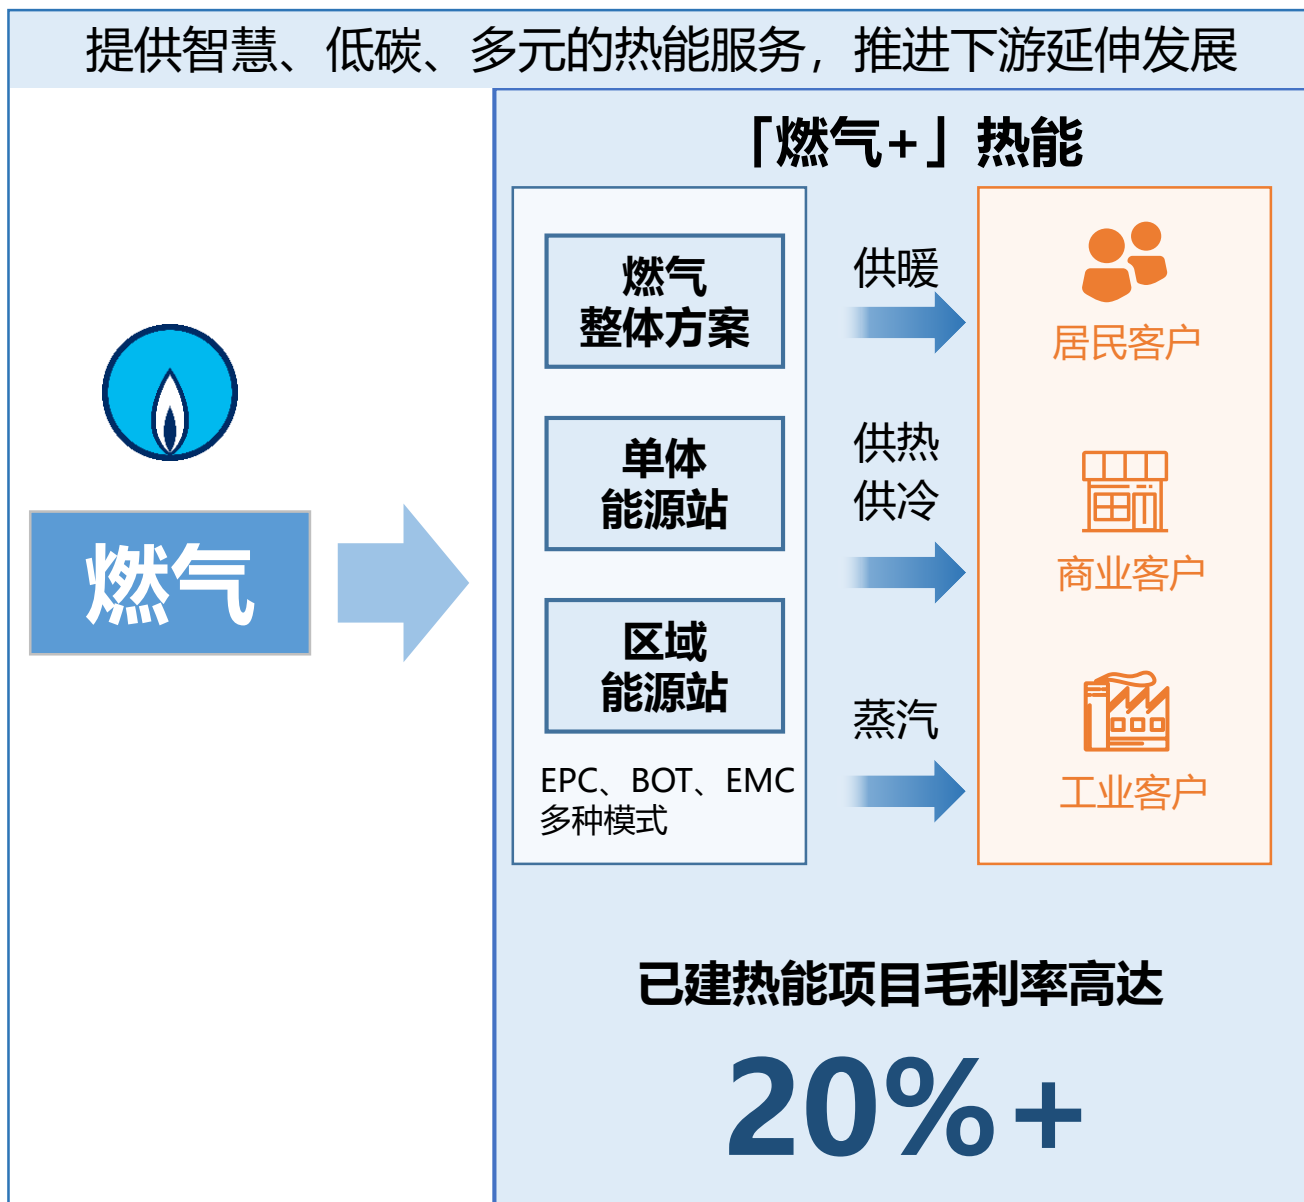 提供智慧、低碳、多元的热能服务，推进下游延伸发展
燃气
「燃气+」热能
燃气
整体方案
单体
能源站
区域
能源站
EPC、BOT、EMC
多种模式
供暖
供热
供冷
蒸汽
居民客户
商业客户
工业客户
已建热能项目毛利率高达
20%+